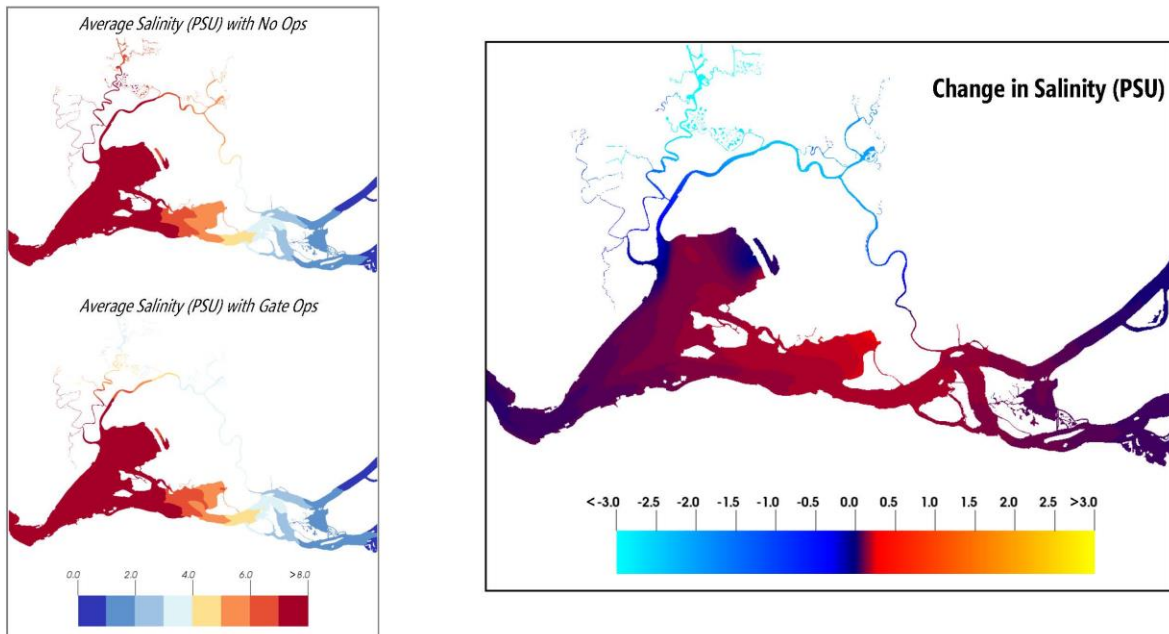 Average Salinity (PSU) with No Ops
Average Salinity (PSU) with Gate Ops
0.0 2.0 4.0 6.0 >8.0
Change in Salinity (PSU)
<-3.0 -2.5 -2.0 -1.5 -1.0 -0.5 0.0 0.5 1.0 1.5 2.0 2.5 >3.0